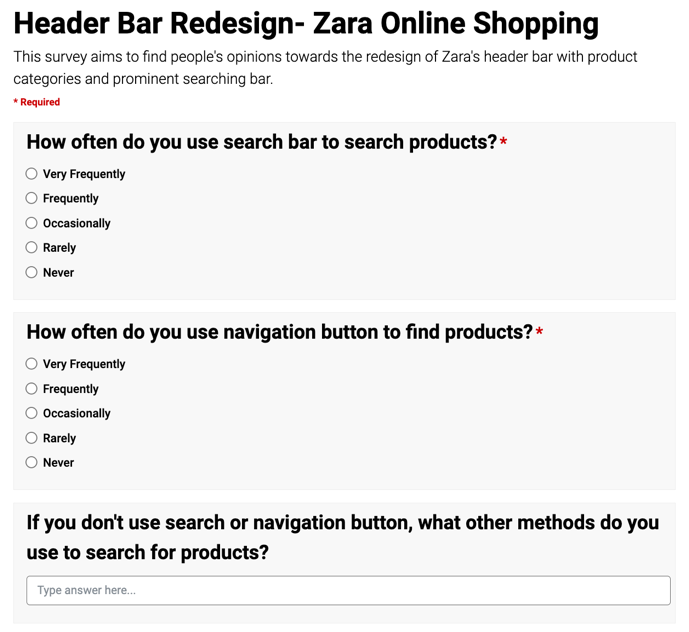 Header Bar Redesign- Zara Online Shopping
This survey aims to find people's opinions towards the redesign of Zara's header bar with product
categories and prominent searching bar.
* Required
How often do you use search bar to search products?*
Very Frequently
Frequently
Occasionally
Rarely
Never
How often do you use navigation button to find products?*
Very Frequently
Frequently
Occasionally
Rarely
Never
If you don't use search or navigation button, what other methods do you
use to search for products?
Type answer here...